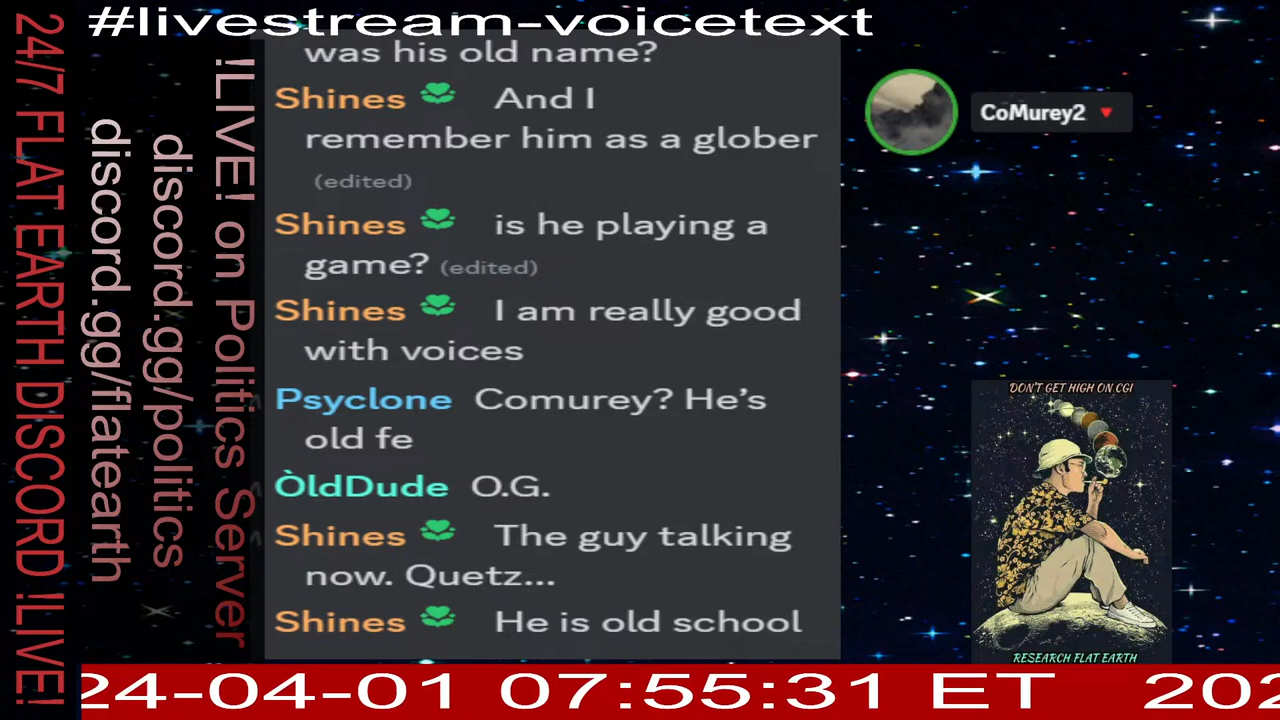 #livestream-voicetext
24/7 FLAT EARTH DISCORD !LIVE!
discord.gg/flatearth
discord.gg/politics
!LIVE! on Politics Server
was his old name?
Shines And I
remember him as a glober
(edited)
Shines is he playing a
game? (edited)
Shines I am really good
with voices
Psyclone Comurey? He's
old fe
ÒldDude O.G.
Shines The guy talking
now. Quetz...
Shines He is old school
CoMurey2
DON'T GET HIGH ON CGI
RESEARCH FLAT EARTH
24-04-01 07:55:31 ET 202